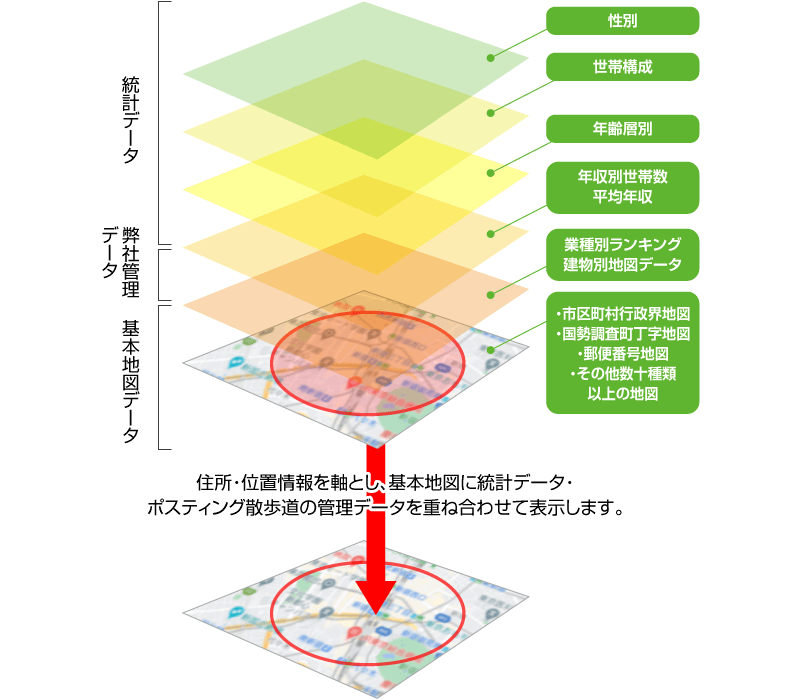 性別
世帯構成
年齢層別
年収別世帯数
平均年収
業種別ランキング
建物別地図データ
・市区町村行政界地図
・国勢調査町丁字地図
・郵便番号地図
・その他数十種類
以上の地図
統計データ
弊社管理
データ
基本地図データ
住所・位置情報を軸とし、基本地図に統計データ・
ポスティング散歩道の管理データを重ね合わせて表示します。